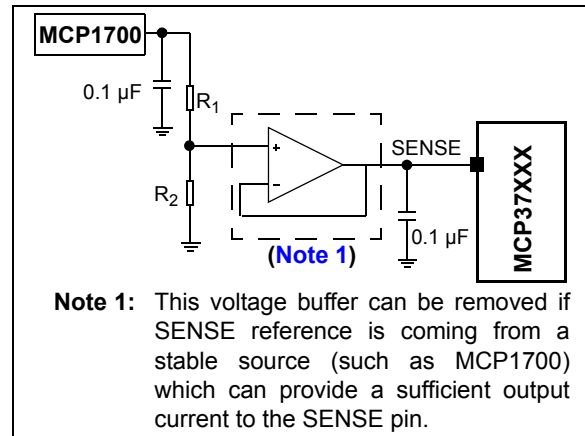 MCP1700
0.1 µF
R1
R2
+
–
SENSE
0.1 µF
MCP37XXX
(Note 1)
Note 1: This voltage buffer can be removed if
SENSE reference is coming from a
stable source (such as MCP1700)
which can provide a sufficient output
current to the SENSE pin.